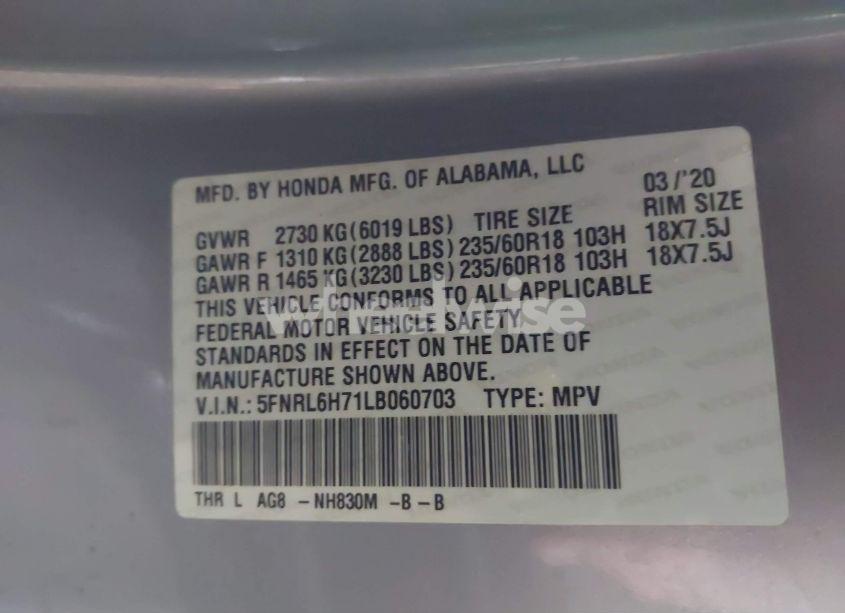 MFD. BY HONDA MFG. OF ALABAMA, LLC 03/'20
GVWR 2730 KG(6019 LBS) TIRE SIZE RIM SIZE
GAWR F 1310 KG(2888 LBS) 235/60R18 103H 18X7.5J
GAWR R 1465 KG(3230 LBS) 235/60R18 103H 18X7.5J
THIS VEHICLE CONFORMS TO ALL APPLICABLE
FEDERAL MOTOR VEHICLE SAFETY
STANDARDS IN EFFECT ON THE DATE OF
MANUFACTURE SHOWN ABOVE.
V.I.N.: 5FNRL6H71LB060703 TYPE: MPV
THR L AG8 -NH830M -B-B
wheelwise